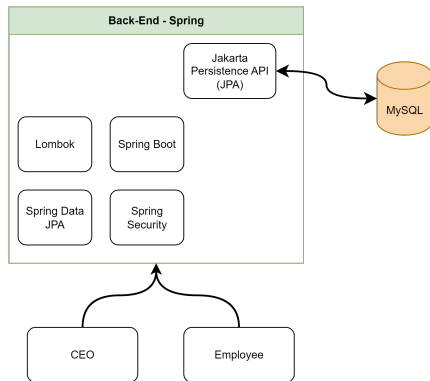 Back-End - Spring
Jakarta
Persistence API
(JPA)
MySQL
Lombok
Spring Boot
Spring Data
JPA
Spring
Security
CEO
Employee